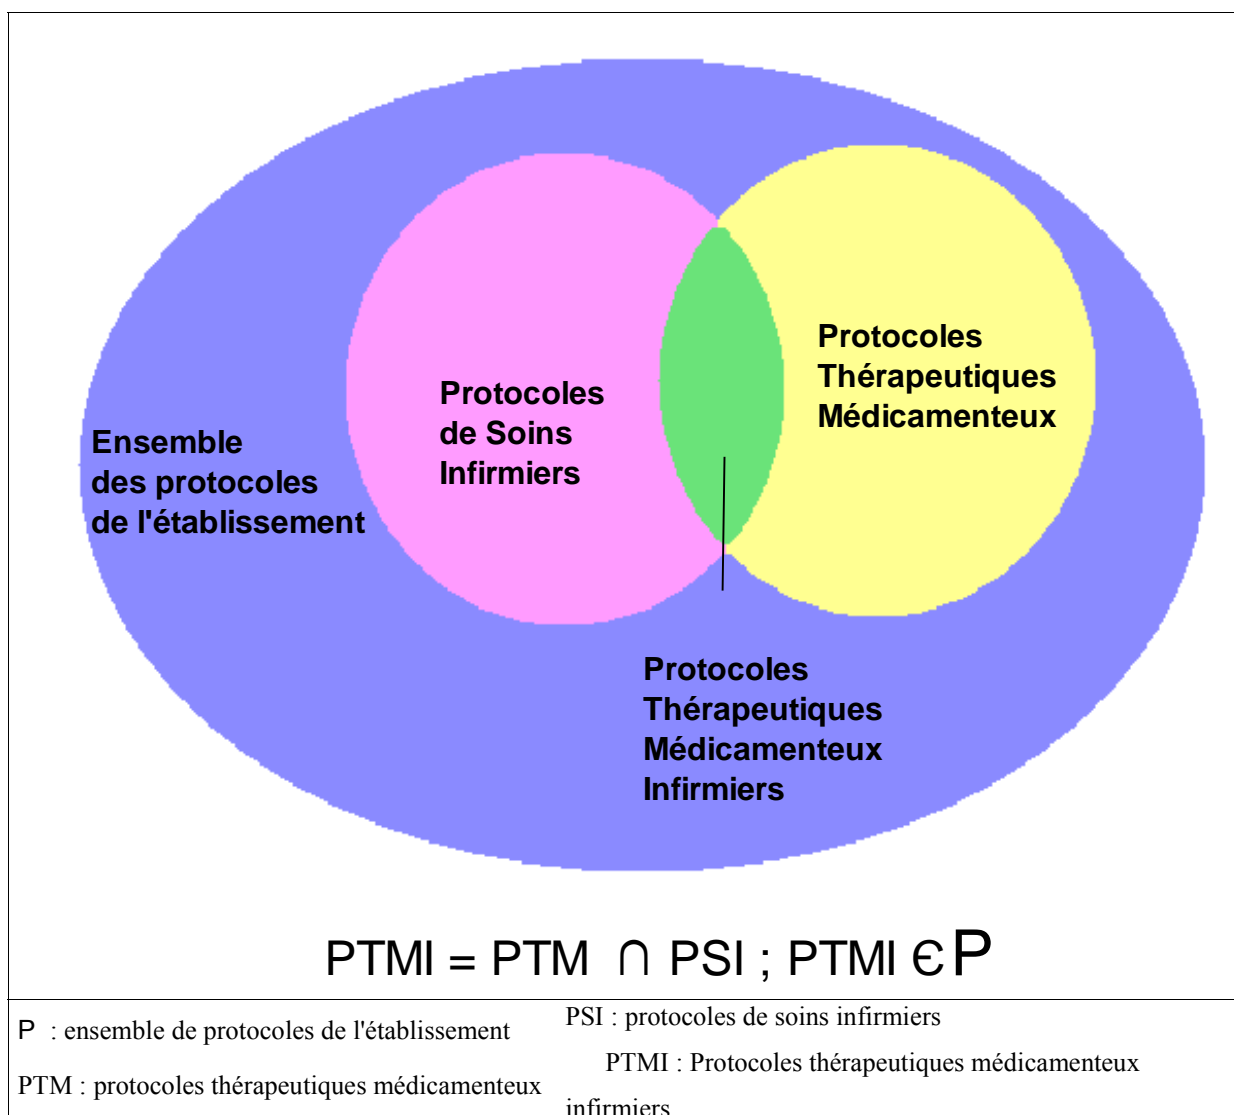 Protocoles
Thérapeutiques
Médicamenteux
Protocoles
de Soins
Infirmiers
Ensemble
des protocoles
de l'établissement
Protocoles
Thérapeutiques
Médicamenteux
Infirmiers
PTMI = PTM ∩ PSI ; PTMI Є P
P : ensemble de protocoles de l'établissement
PTM : protocoles thérapeutiques médicamenteux
PSI : protocoles de soins infirmiers
PTMI : Protocoles thérapeutiques médicamenteux
infirmiers